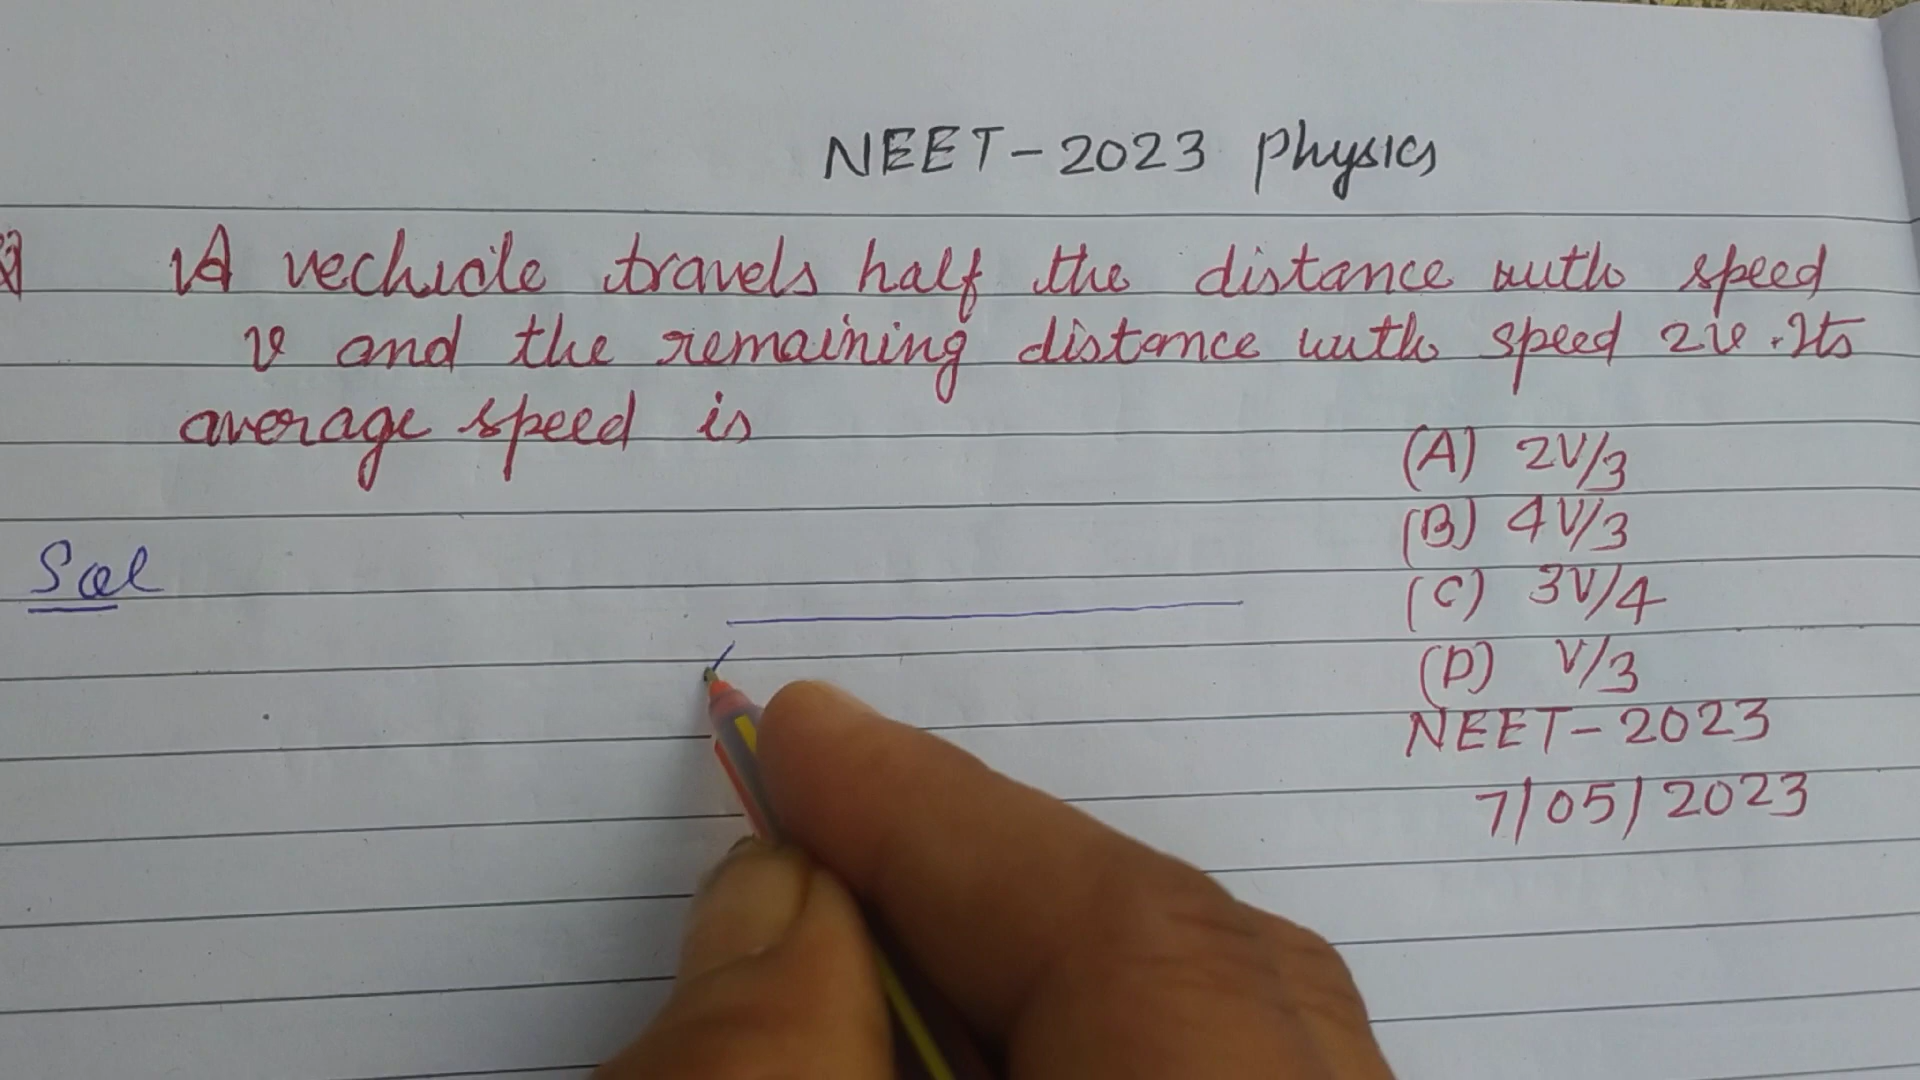 NEET-2023 Physics
Q A vechicle travels half the distance with speed
v and the remaining distance with speed 2v. Its
average speed is
(A) 2V/3
(B) 4V/3
(C) 3V/4
(D) V/3
NEET-2023
7/05/2023
Sol